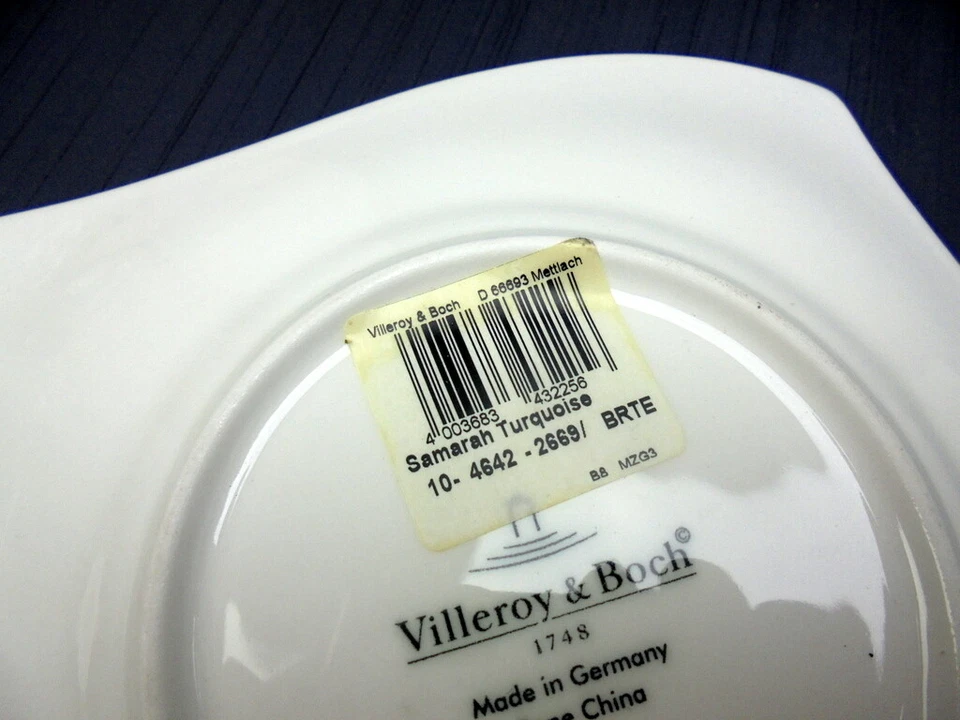 Villeroy & Boch D 66693 Mettlach
4 003683 432256
Samarah Turquoise
10- 4642 - 2669/ BRTE
B8 MZG3
Villeroy & Boch ©
1748
Made in Germany
China